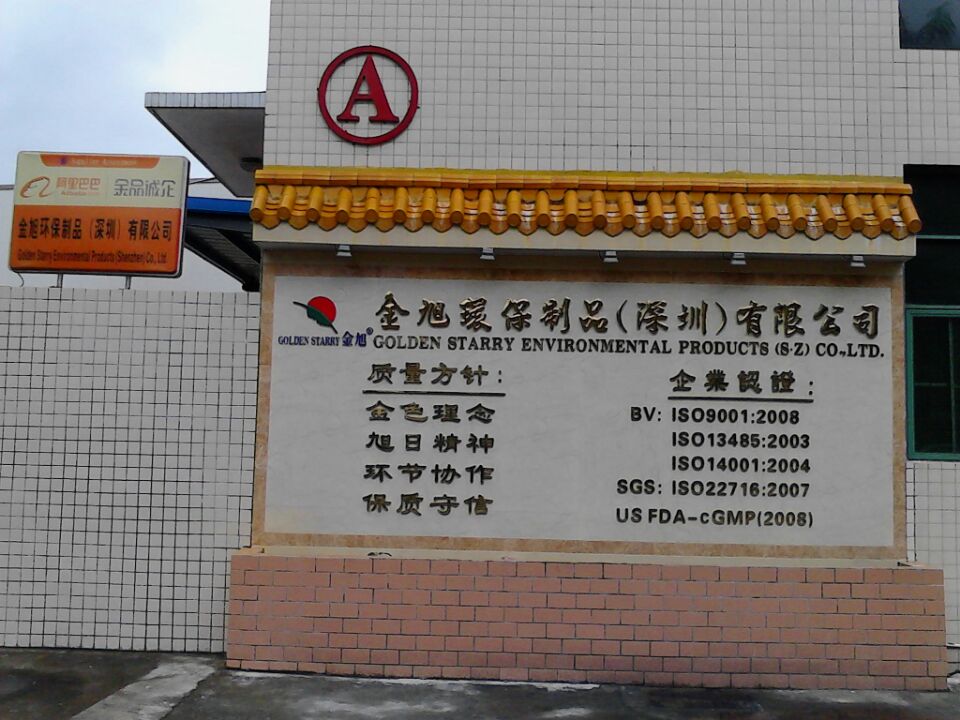 A
Supplier Assessment
阿里巴巴 金品诚企
Alibaba
金旭环保制品（深圳）有限公司
Golden Starry Environmental Products (Shenzhen) Co., Ltd.
金旭環保制品(深圳)有限公司
GOLDEN STARRY 金旭®
GOLDEN STARRY ENVIRONMENTAL PRODUCTS (S·Z) CO.,LTD.
质量方针:
金色理念
旭日精神
环节协作
保质守信
企業認證:
BV: ISO9001:2008
ISO13485:2003
ISO14001:2004
SGS: ISO22716:2007
US FDA-cGMP(2008)